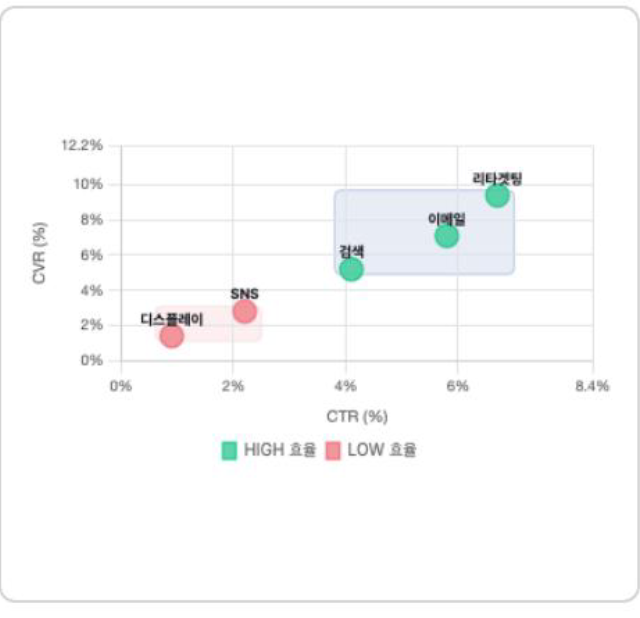 12.2%
10%
8%
6%
4%
2%
0%
CVR (%)
리타겟팅
이메일
검색
SNS
디스플레이
0%
2%
4%
6%
8.4%
CTR (%)
HIGH 효율
LOW 효율